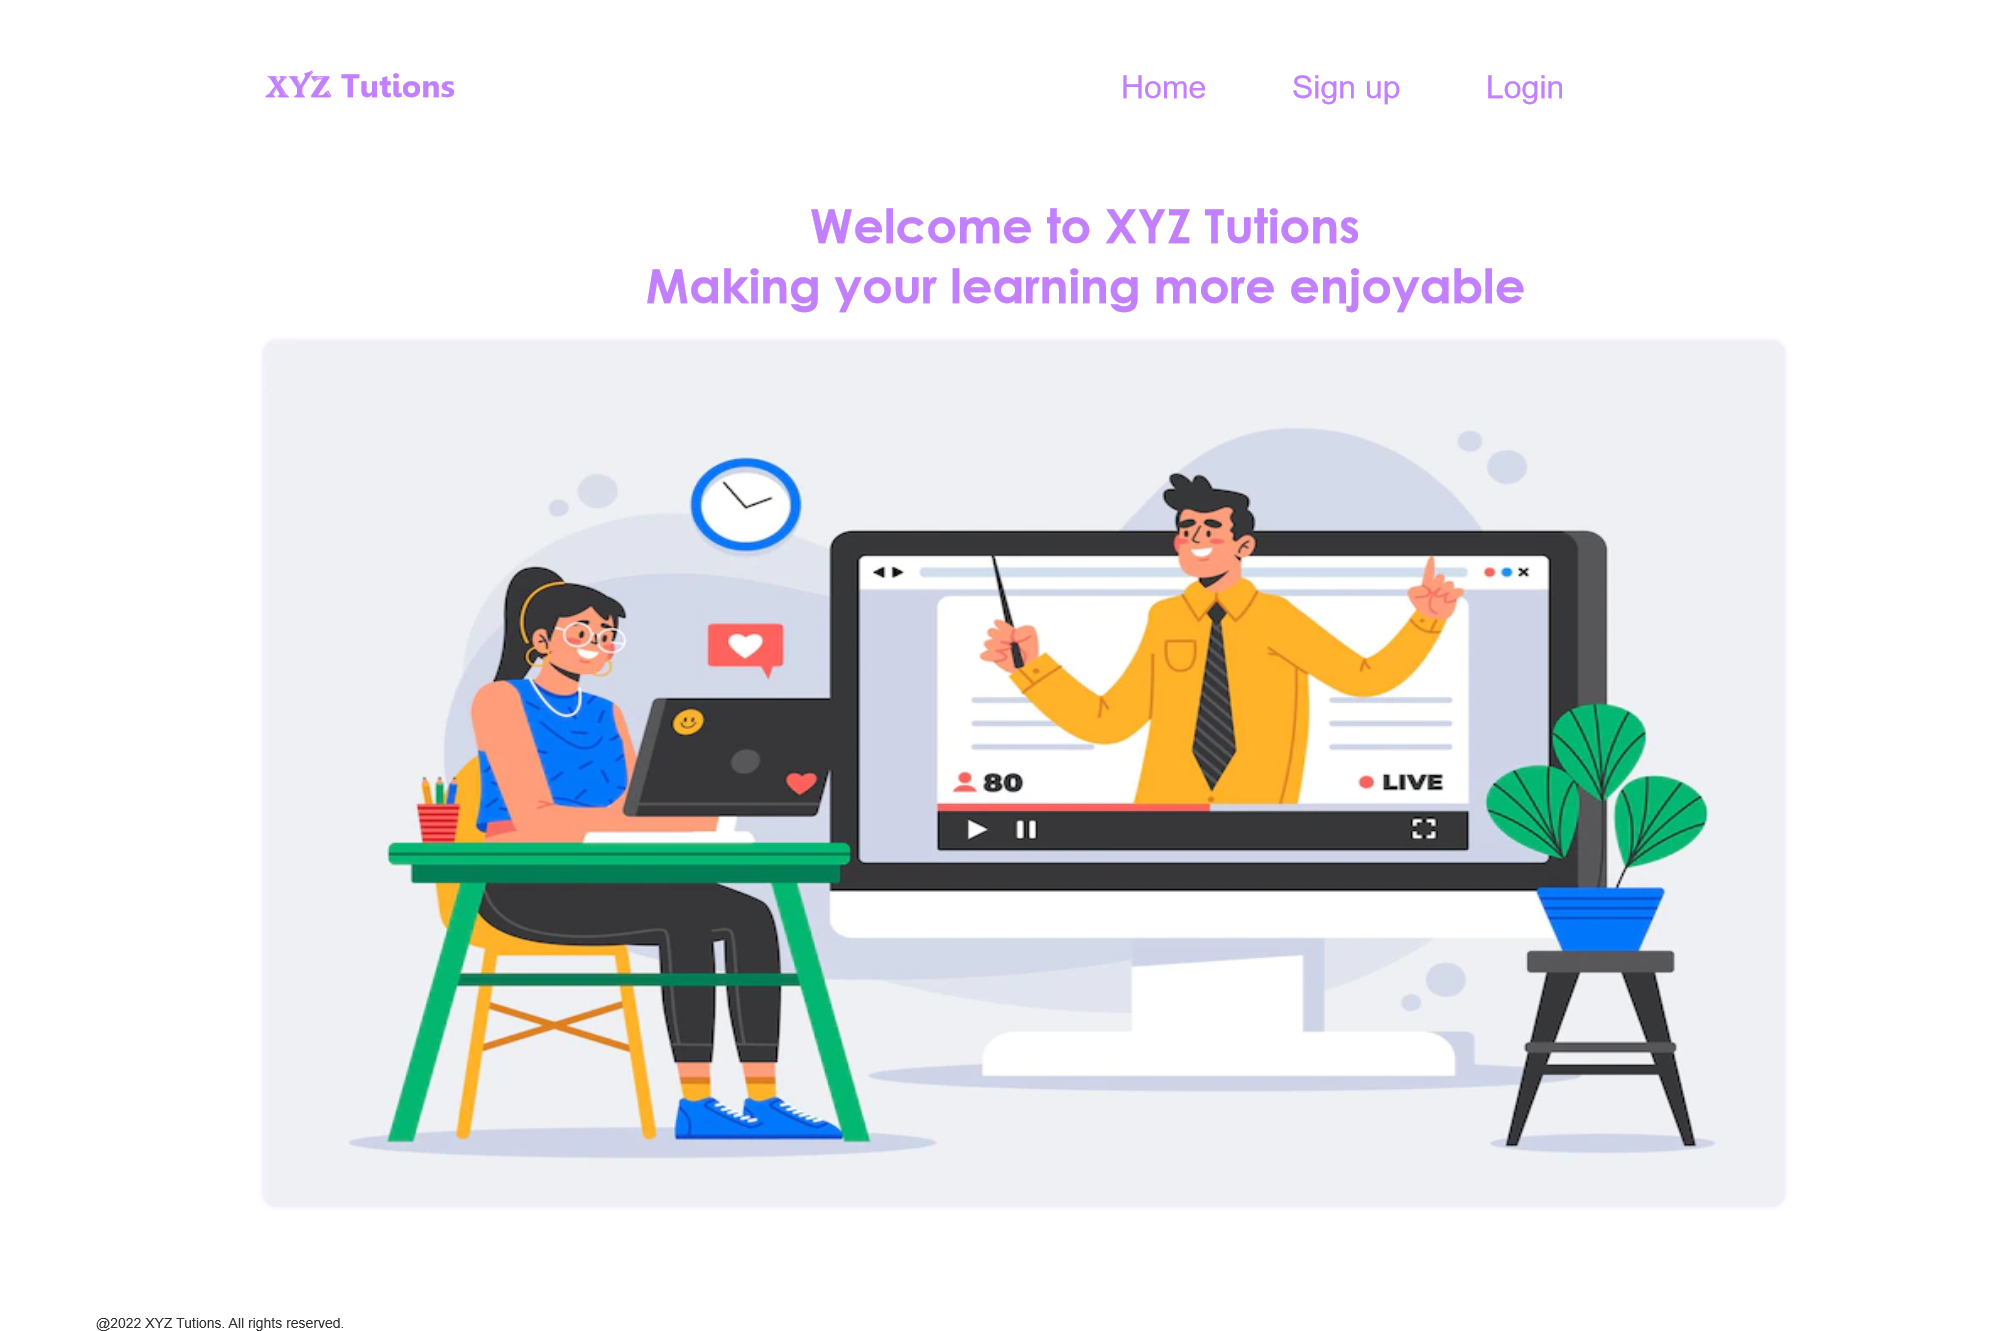 XYZ Tutions
Home Sign up Login
Welcome to XYZ Tutions
Making your learning more enjoyable
80
LIVE
@2022 XYZ Tutions. All rights reserved.